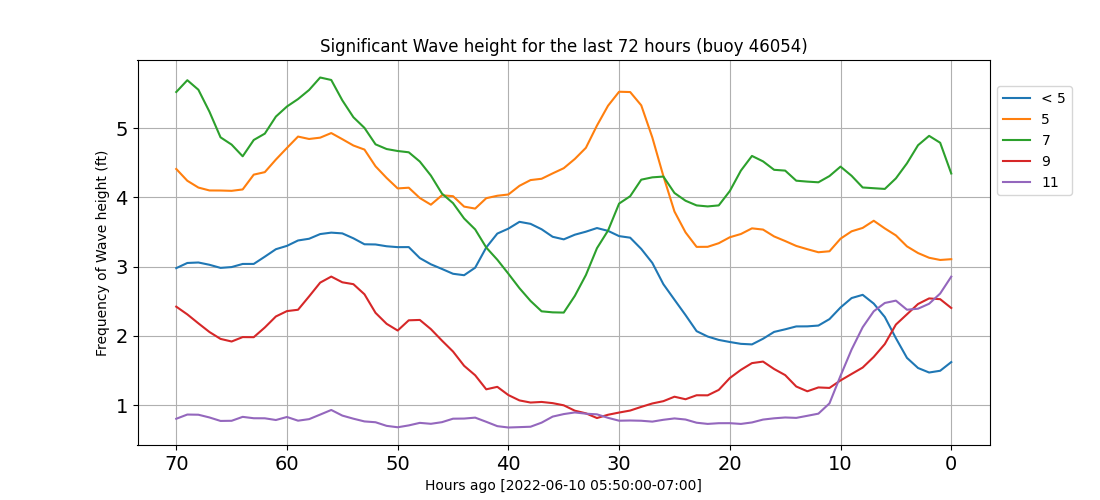 Significant Wave height for the last 72 hours (buoy 46054)
Frequency of Wave height (ft)
5
4
3
2
1
70 60 50 40 30 20 10 0
Hours ago [2022-06-10 05:50:00-07:00]
< 5
5
7
9
11